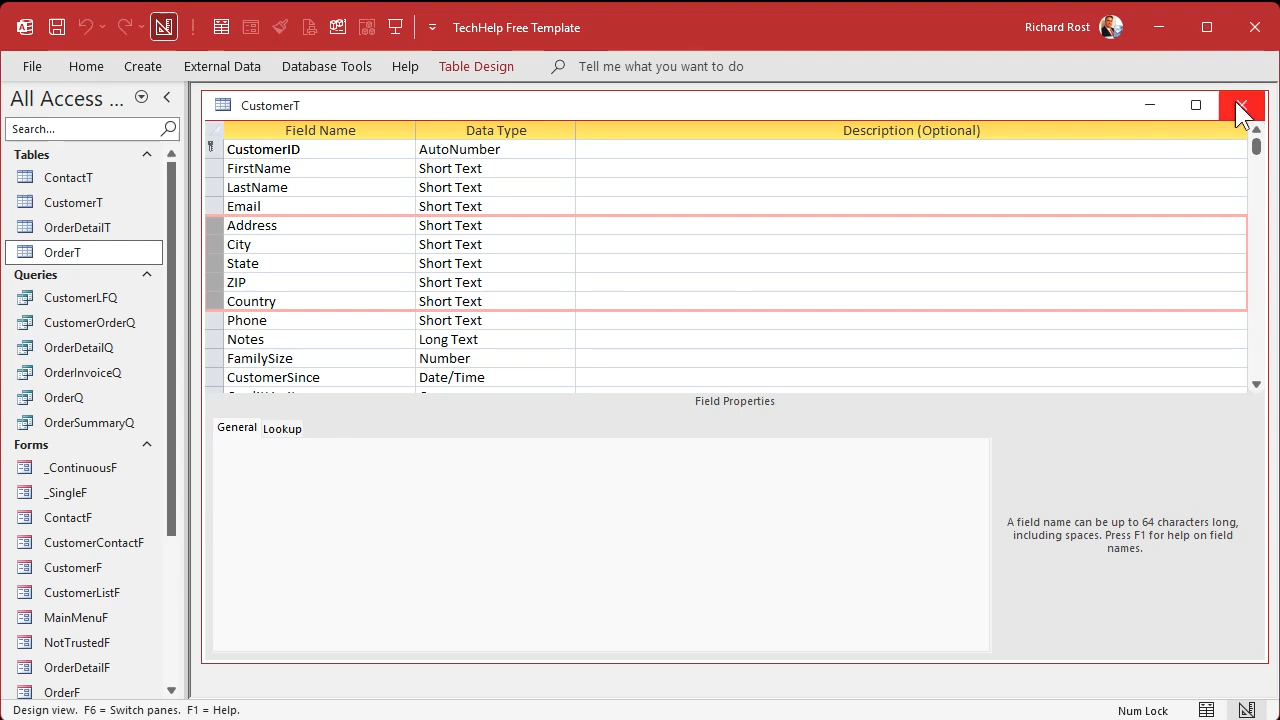 TechHelp Free Template
Richard Rost
File Home Create External Data Database Tools Help Table Design Tell me what you want to do
All Access ...
Search...
Tables
ContactT
CustomerT
OrderDetailT
OrderT
Queries
CustomerLFQ
CustomerOrderQ
OrderDetailQ
OrderInvoiceQ
OrderQ
OrderSummaryQ
Forms
_ContinuousF
_SingleF
ContactF
CustomerContactF
CustomerF
CustomerListF
MainMenuF
NotTrustedF
OrderDetailF
OrderF
CustomerT
Field Name Data Type Description (Optional)
CustomerID AutoNumber
FirstName Short Text
LastName Short Text
Email Short Text
Address Short Text
City Short Text
State Short Text
ZIP Short Text
Country Short Text
Phone Short Text
Notes Long Text
FamilySize Number
CustomerSince Date/Time
Field Properties
General Lookup
A field name can be up to 64 characters long,
including spaces. Press F1 for help on field
names.
Design view. F6 = Switch panes. F1 = Help.
Num Lock